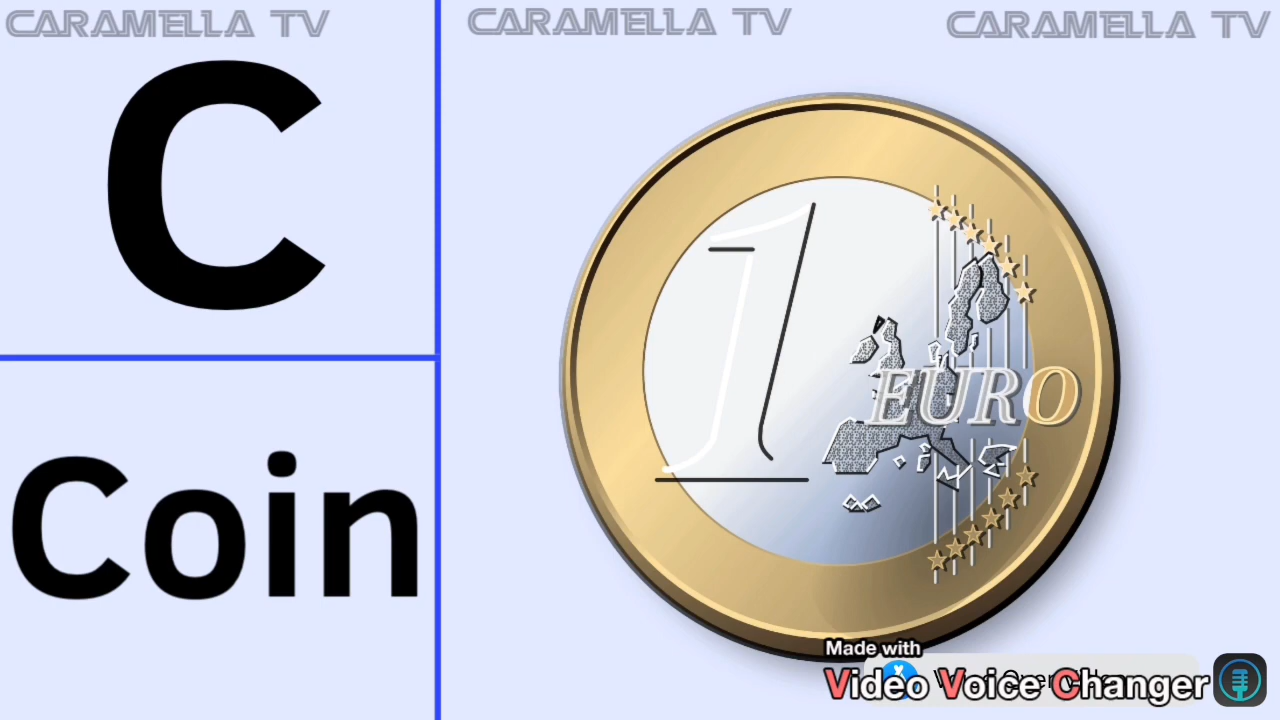 CARAMELLA TV
CARAMELLA TV
CARAMELLA TV
C
Coin
1
EURO
Made with
Video Voice Changer